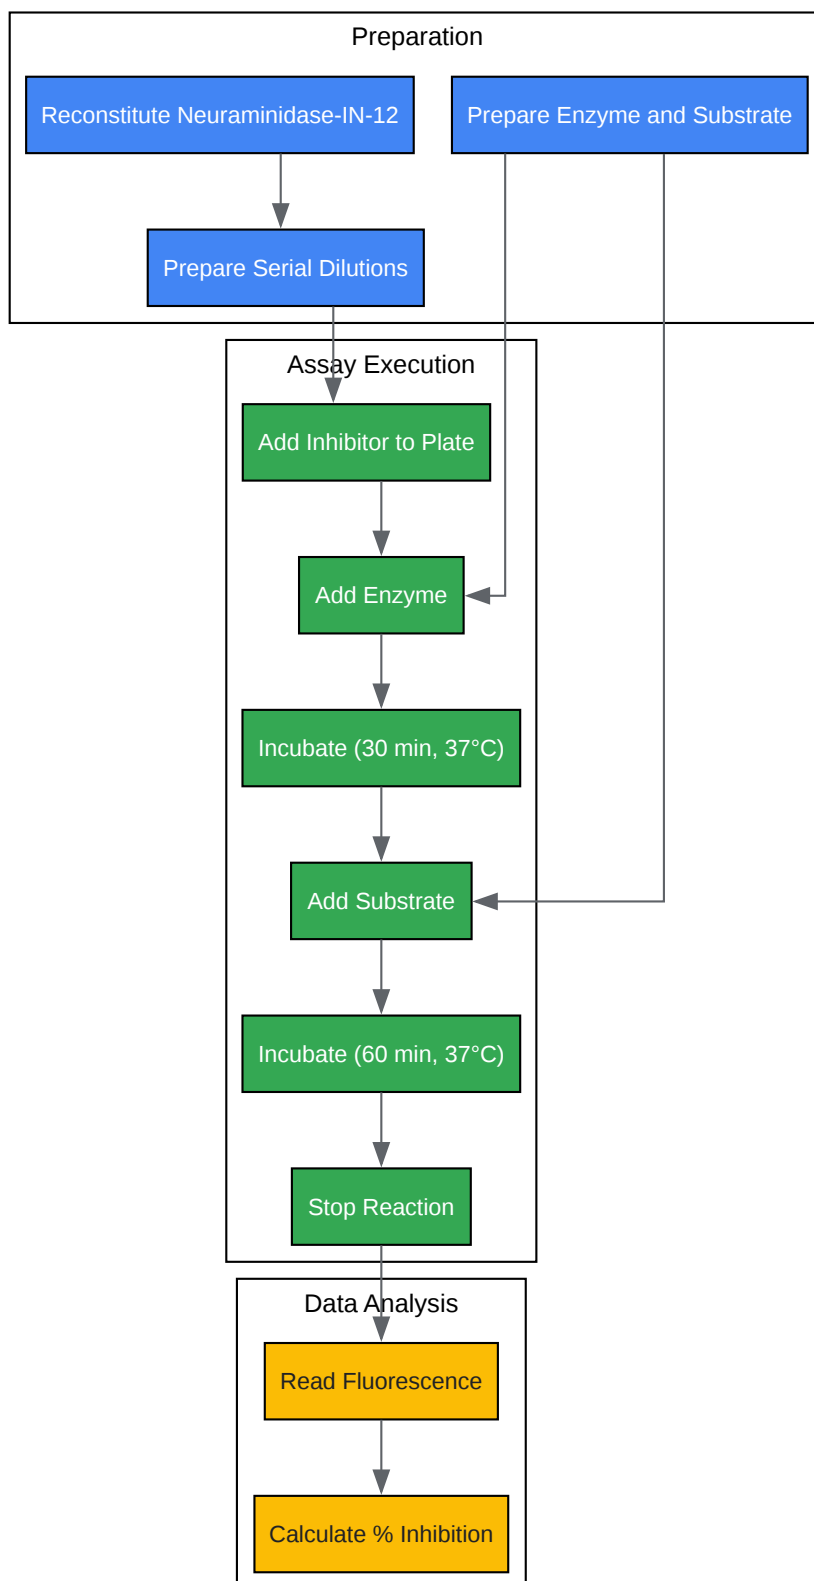 Preparation
Reconstitute Neuraminidase-IN-12
Prepare Enzyme and Substrate
Prepare Serial Dilutions
Assay Execution
Add Inhibitor to Plate
Add Enzyme
Incubate (30 min, 37°C)
Add Substrate
Incubate (60 min, 37°C)
Stop Reaction
Data Analysis
Read Fluorescence
Calculate % Inhibition